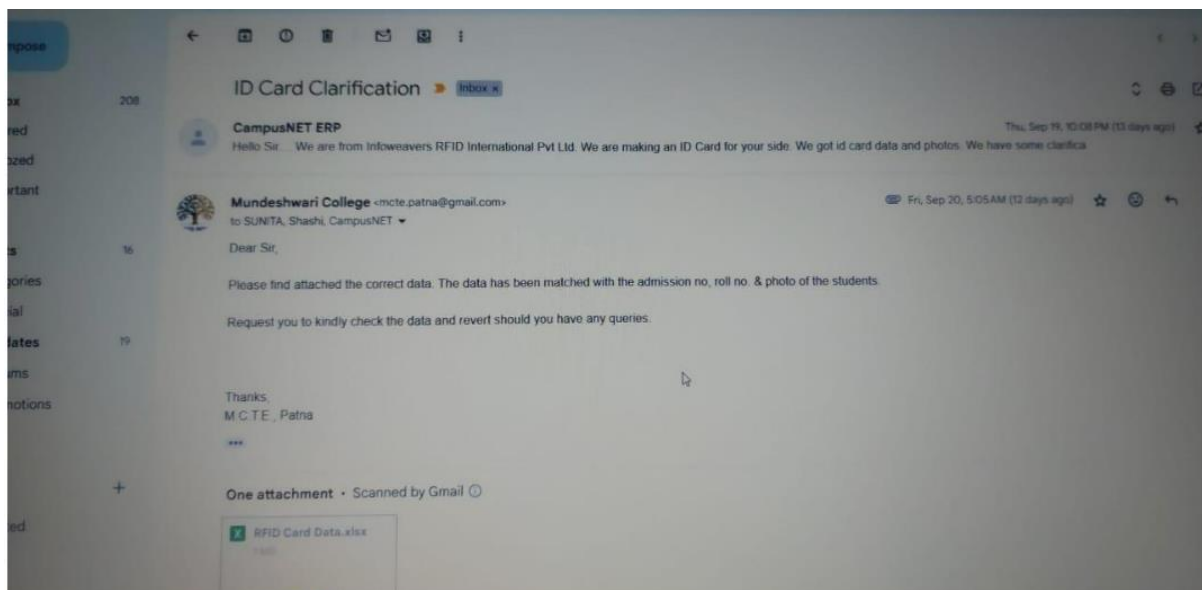 mpose
ID Card Clarification Inbox x
ox 208
CampusNET ERP Thu, Sep 19, 10:08 PM (13 days ago)
red
Hello Sir... We are from Infoweavers RFID International Pvt Ltd. We are making an ID Card for your side. We got id card data and photos. We have some clarifica
ozed
rtant
Mundeshwari College <mcte.patna@gmail.com> Fri, Sep 20, 5:05 AM (12 days ago)
to SUNITA, Shashi, CampusNET
s 16
Dear Sir,
gories
Please find attached the correct data. The data has been matched with the admission no, roll no. & photo of the students.
ial
Request you to kindly check the data and revert should you have any queries.
dates 19
ums
Thanks,
notions
M C T E , Patna
One attachment • Scanned by Gmail
ed
RFID Card Data.xlsx